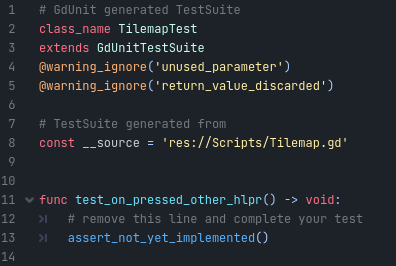 1 # GdUnit generated TestSuite
2 class_name TilemapTest
3 extends GdUnitTestSuite
4 @warning_ignore('unused_parameter')
5 @warning_ignore('return_value_discarded')
6
7 # TestSuite generated from
8 const __source = 'res://Scripts/Tilemap.gd'
9
10
11 func test_on_pressed_other_hlpr() -> void:
12 # remove this line and complete your test
13 assert_not_yet_implemented()
14